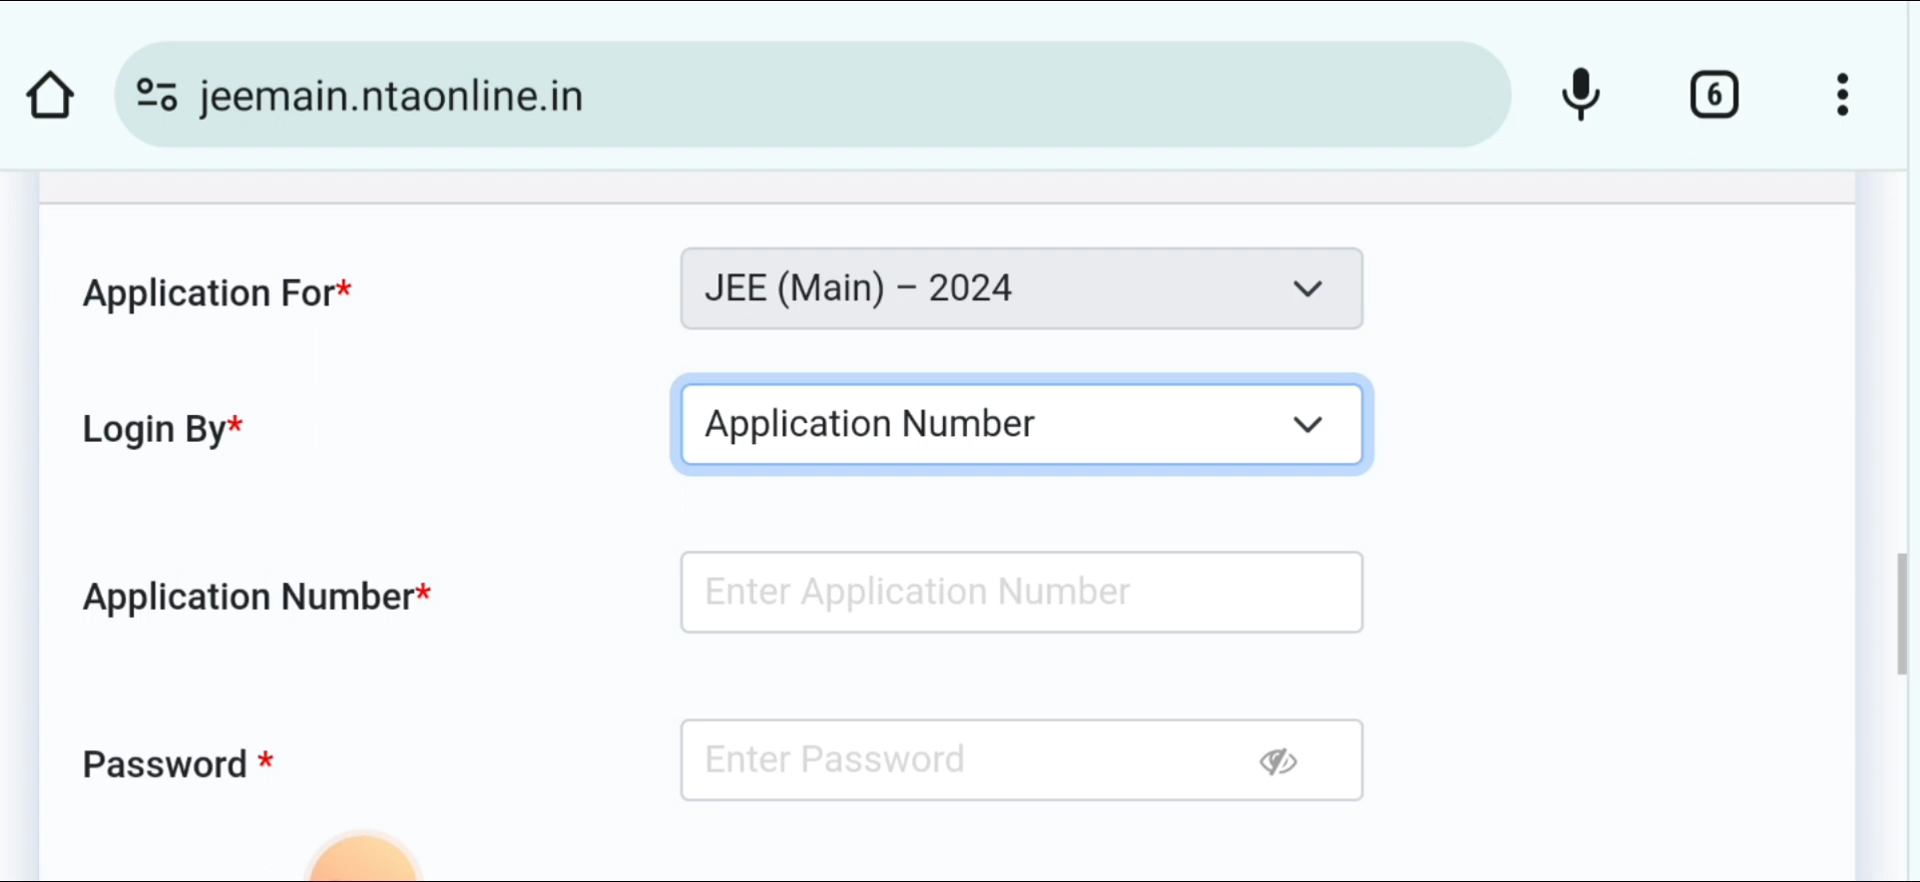 jeemain.ntaonline.in
6
Application For*
JEE (Main) – 2024
Login By*
Application Number
Application Number*
Enter Application Number
Password *
Enter Password